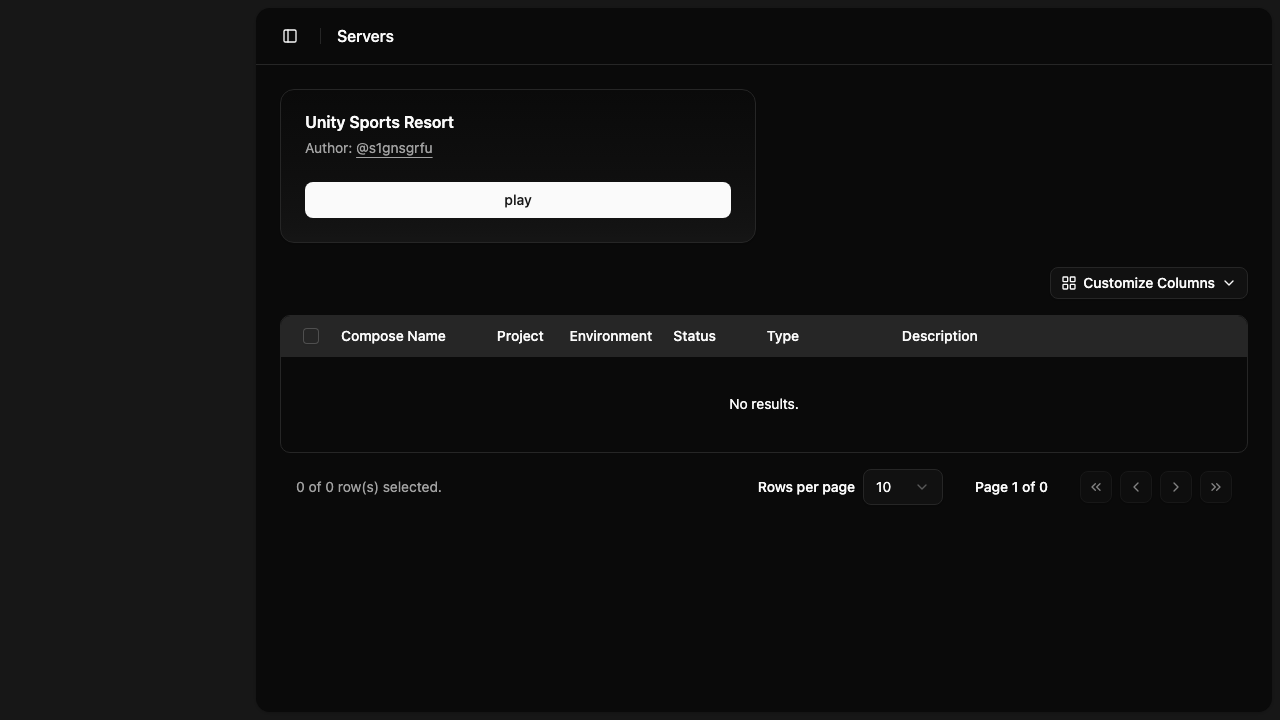 Servers
Unity Sports Resort
Author: @s1gnsgrfu
play
Customize Columns
Compose Name Project Environment Status Type Description
No results.
0 of 0 row(s) selected. Rows per page 10 Page 1 of 0